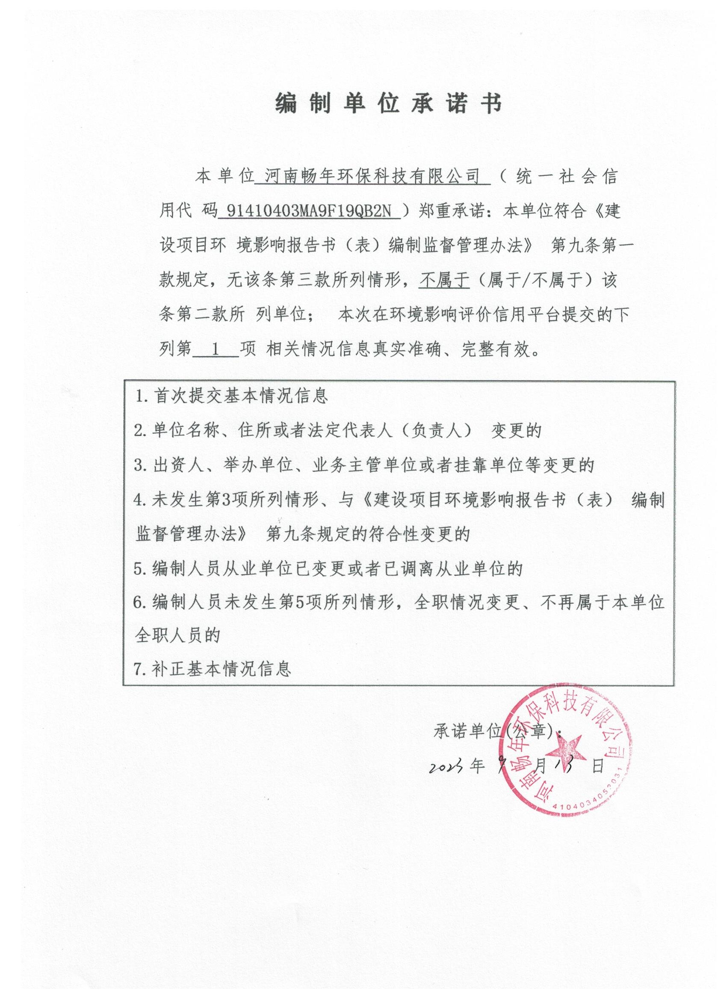 编制单位承诺书
本单位 河南畅年环保科技有限公司 （统一社会信
用代 码 91410403MA9F19QB2N ）郑重承诺：本单位符合《建
设项目环 境影响报告书（表）编制监督管理办法》 第九条第一
款规定，无该条第三款所列情形，不属于（属于/不属于）该
条第二款所 列单位； 本次在环境影响评价信用平台提交的下
列第 1 项 相关情况信息真实准确、完整有效。
1. 首次提交基本情况信息
2. 单位名称、住所或者法定代表人（负责人） 变更的
3. 出资人、举办单位、业务主管单位或者挂靠单位等变更的
4. 未发生第3项所列情形、与《建设项目环境影响报告书（表） 编制
监督管理办法》 第九条规定的符合性变更的
5. 编制人员从业单位已变更或者已调离从业单位的
6. 编制人员未发生第5项所列情形，全职情况变更、不再属于本单位
全职人员的
7. 补正基本情况信息
承诺单位(公章)：
2023 年 9 月 13 日
河南畅年环保科技有限公司
4104034052031